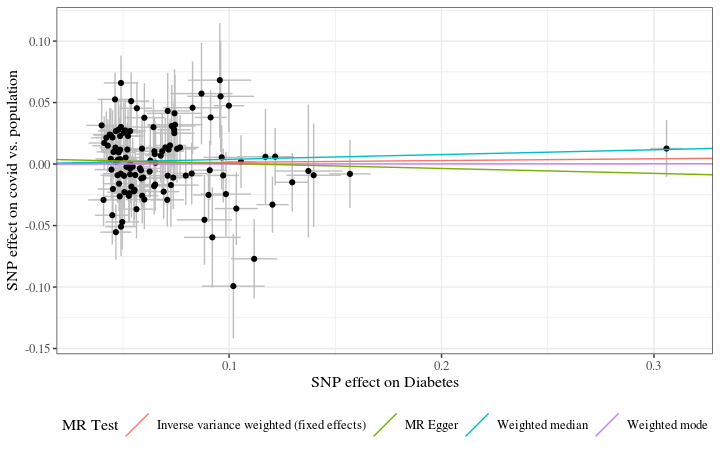 0.10
0.05
0.00
-0.05
-0.10
-0.15
SNP effect on covid vs. population
0.1
0.2
0.3
SNP effect on Diabetes
MR Test
Inverse variance weighted (fixed effects)
MR Egger
Weighted median
Weighted mode